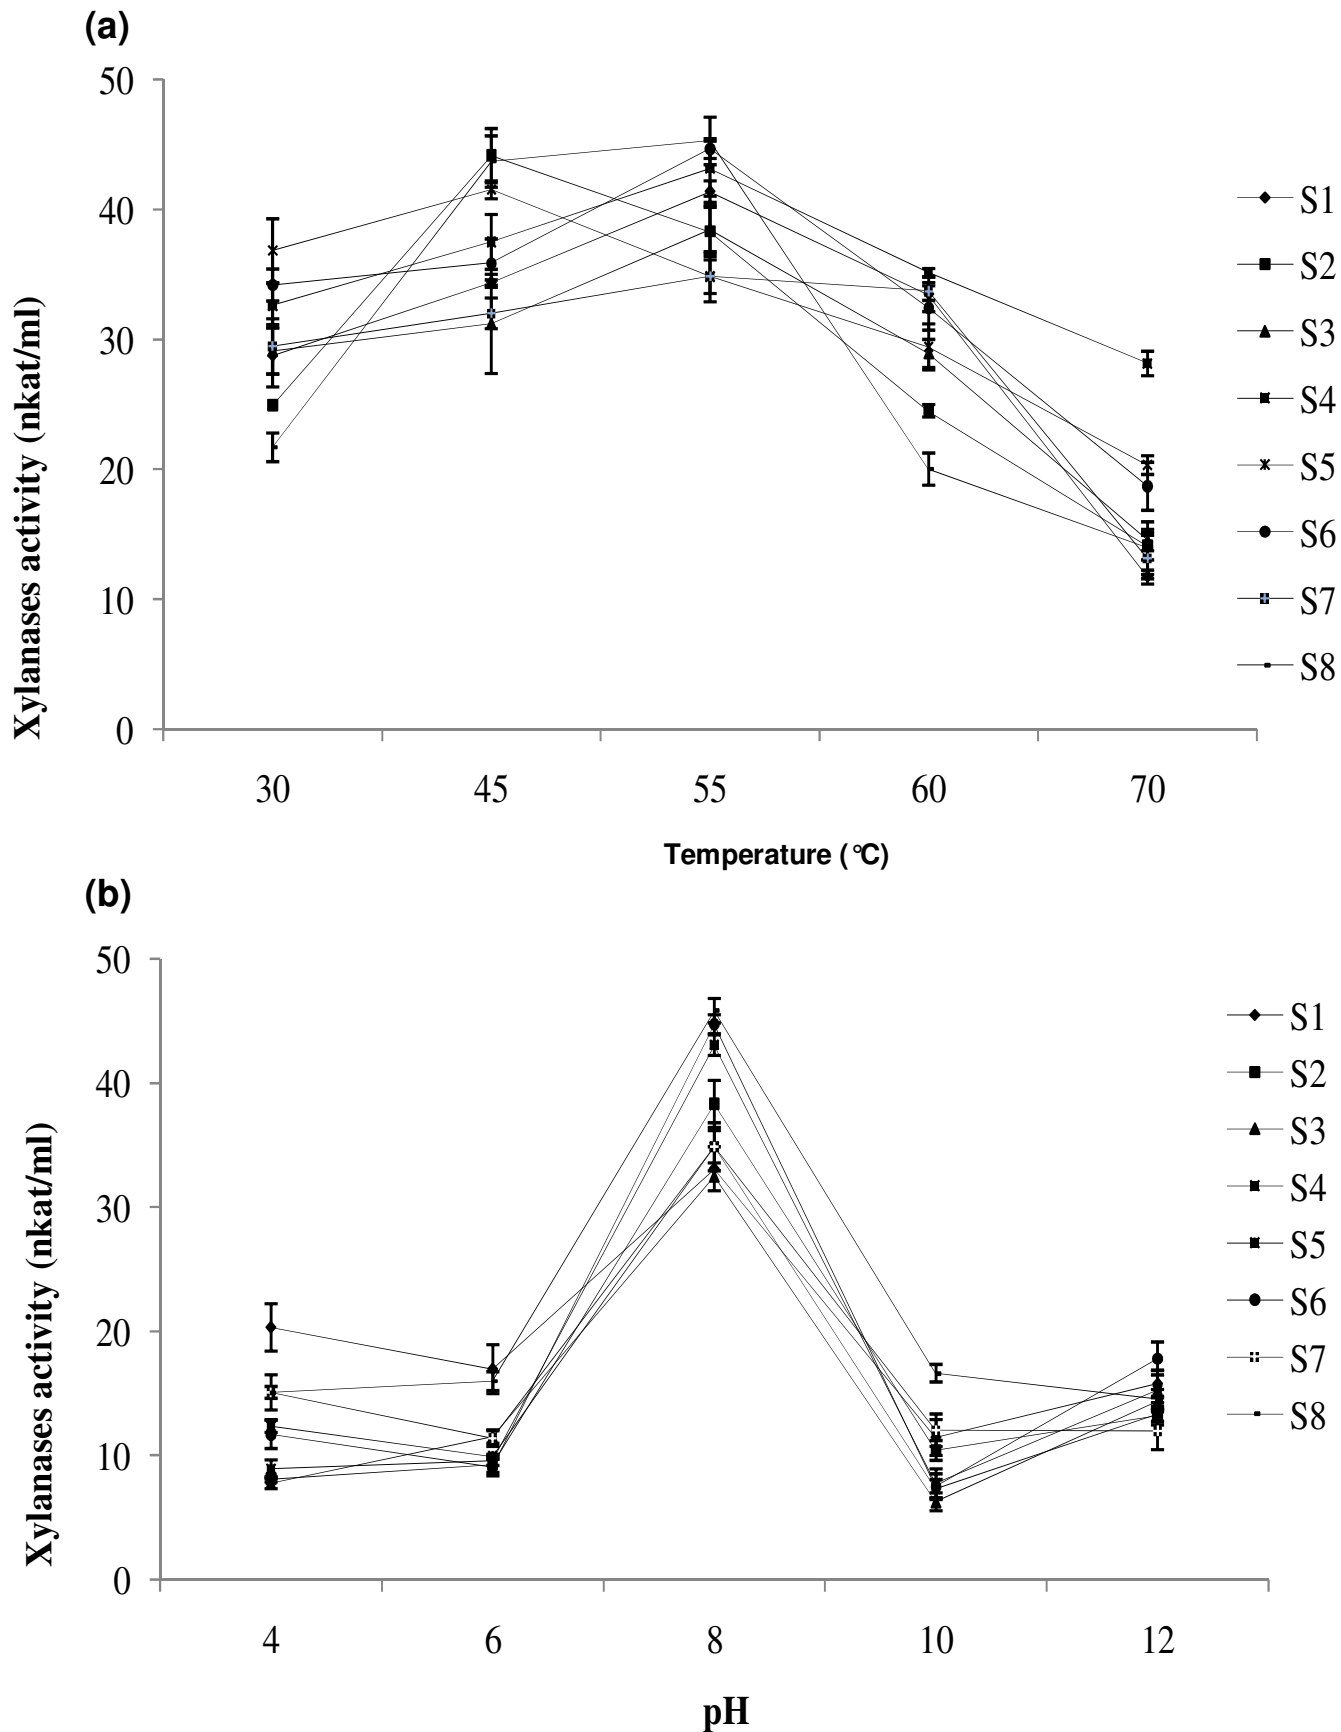 (a)
Xylanases activity (nkat/ml)
50
40
30
20
10
0
30 45 55 60 70
Temperature (°C)
S1
S2
S3
S4
S5
S6
S7
S8
(b)
Xylanases activity (nkat/ml)
50
40
30
20
10
0
4 6 8 10 12
pH
S1
S2
S3
S4
S5
S6
S7
S8